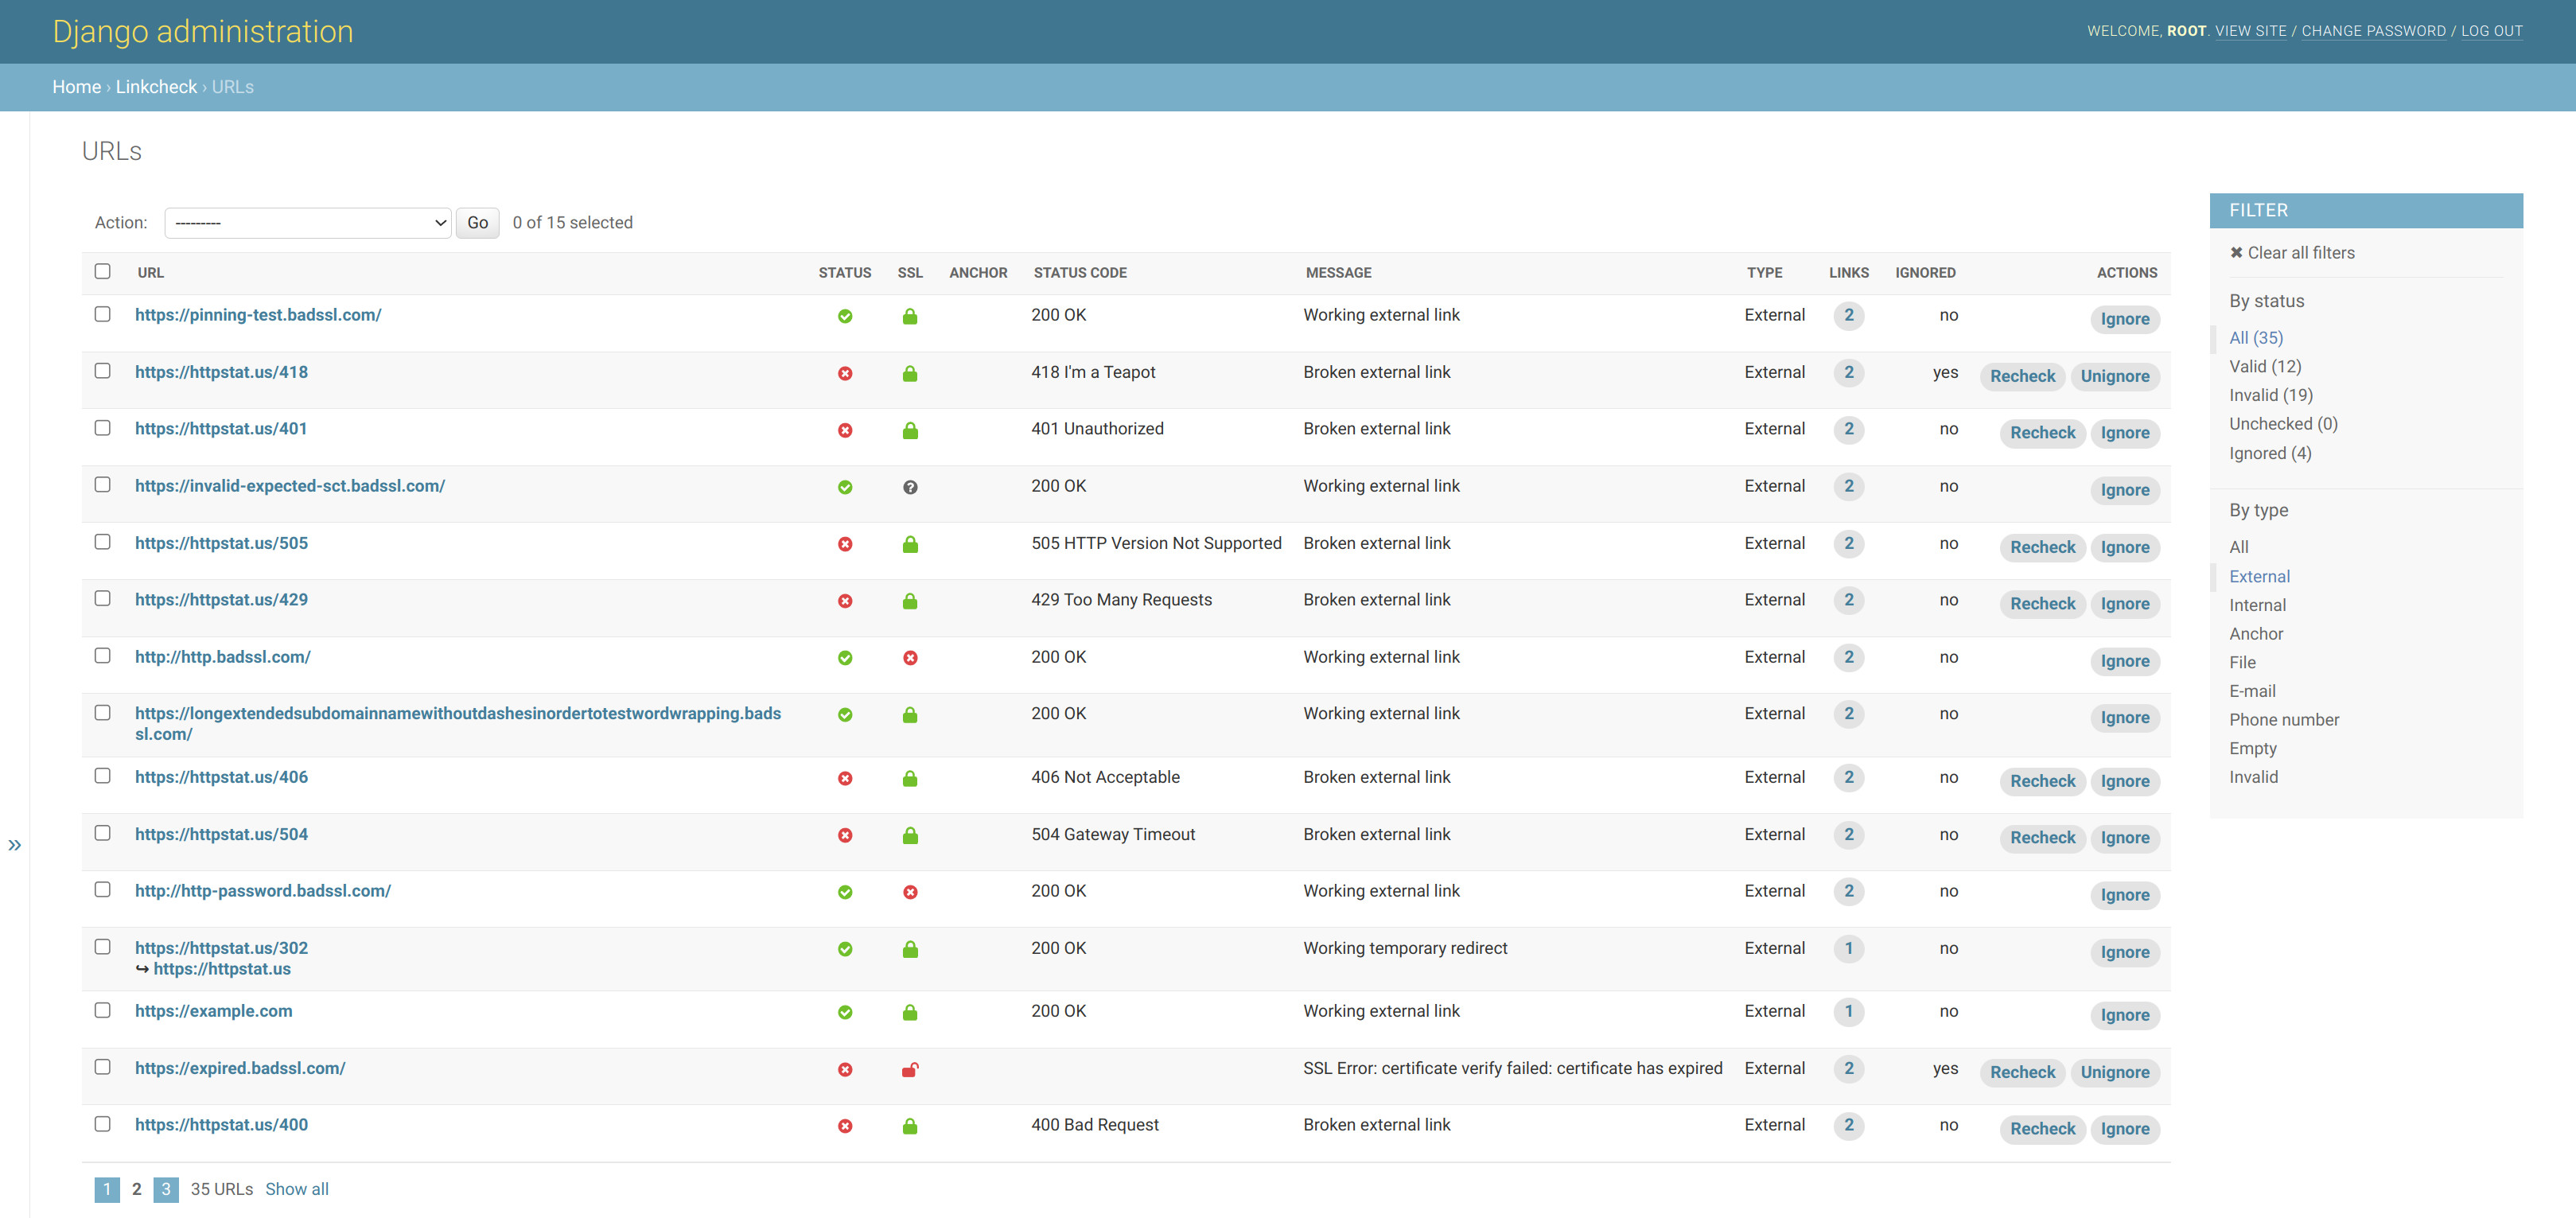 Django administration
WELCOME, ROOT. VIEW SITE / CHANGE PASSWORD / LOG OUT
Home › Linkcheck › URLs
URLs
Action: --------- Go 0 of 15 selected
URL STATUS SSL ANCHOR STATUS CODE MESSAGE TYPE LINKS IGNORED ACTIONS
https://pinning-test.badssl.com/ 200 OK Working external link External 2 no Ignore
https://httpstat.us/418 418 I'm a Teapot Broken external link External 2 yes Recheck Unignore
https://httpstat.us/401 401 Unauthorized Broken external link External 2 no Recheck Ignore
https://invalid-expected-sct.badssl.com/ 200 OK Working external link External 2 no Ignore
https://httpstat.us/505 505 HTTP Version Not Supported Broken external link External 2 no Recheck Ignore
https://httpstat.us/429 429 Too Many Requests Broken external link External 2 no Recheck Ignore
http://http.badssl.com/ 200 OK Working external link External 2 no Ignore
https://longextendedsubdomainnamewithoutdashesinordertotestwordwrapping.bads 200 OK Working external link External 2 no Ignore
sl.com/
https://httpstat.us/406 406 Not Acceptable Broken external link External 2 no Recheck Ignore
https://httpstat.us/504 504 Gateway Timeout Broken external link External 2 no Recheck Ignore
http://http-password.badssl.com/ 200 OK Working external link External 2 no Ignore
https://httpstat.us/302 200 OK Working temporary redirect External 1 no Ignore
↪ https://httpstat.us
https://example.com 200 OK Working external link External 1 no Ignore
https://expired.badssl.com/ SSL Error: certificate verify failed: certificate has expired External 2 yes Recheck Unignore
https://httpstat.us/400 400 Bad Request Broken external link External 2 no Recheck Ignore
1 2 3 35 URLs Show all
»
FILTER
✖ Clear all filters
By status
All (35)
Valid (12)
Invalid (19)
Unchecked (0)
Ignored (4)
By type
All
External
Internal
Anchor
File
E-mail
Phone number
Empty
Invalid